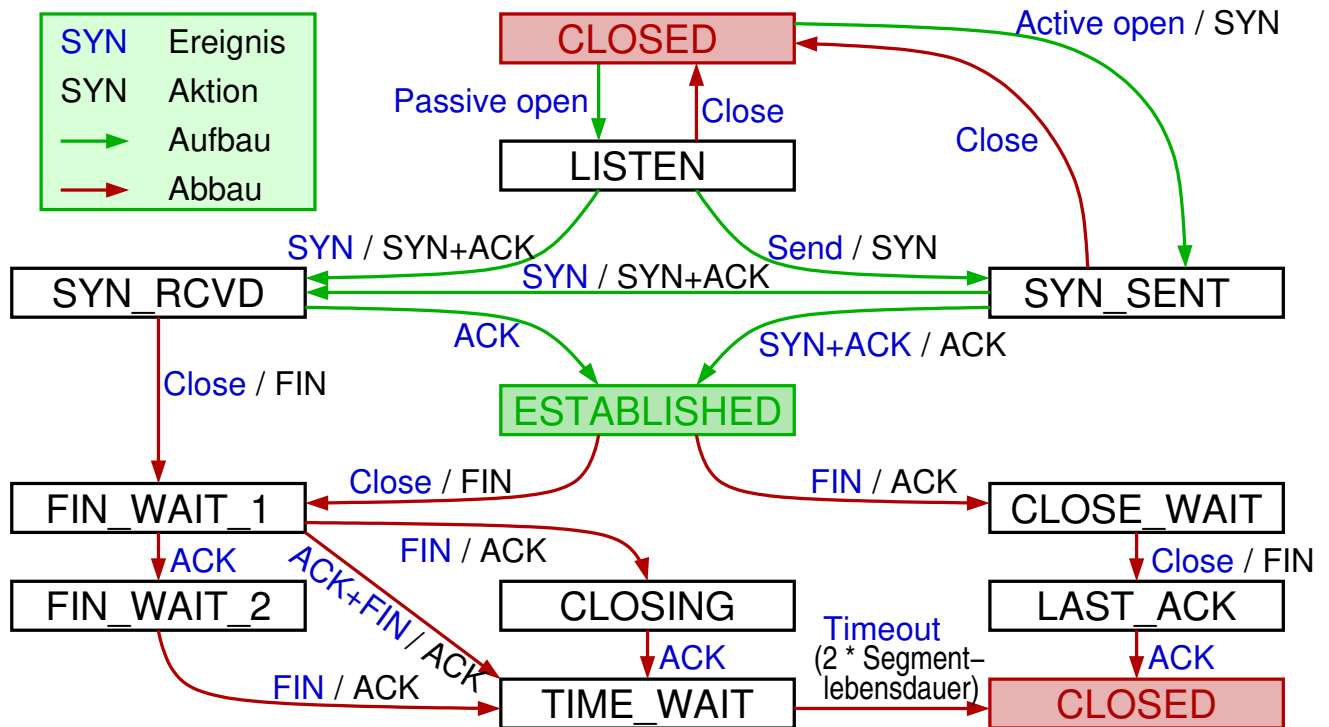 SYN Ereignis
SYN Aktion
Aufbau
Abbau
CLOSED
Active open / SYN
Passive open
Close
Close
LISTEN
SYN / SYN+ACK
Send / SYN
SYN / SYN+ACK
SYN_RCVD
SYN_SENT
ACK
SYN+ACK / ACK
Close / FIN
ESTABLISHED
Close / FIN
FIN / ACK
FIN_WAIT_1
CLOSE_WAIT
ACK
ACK+FIN / ACK
FIN / ACK
Close / FIN
FIN_WAIT_2
CLOSING
LAST_ACK
FIN / ACK
ACK
Timeout
(2 * Segment–
lebensdauer)
ACK
TIME_WAIT
CLOSED